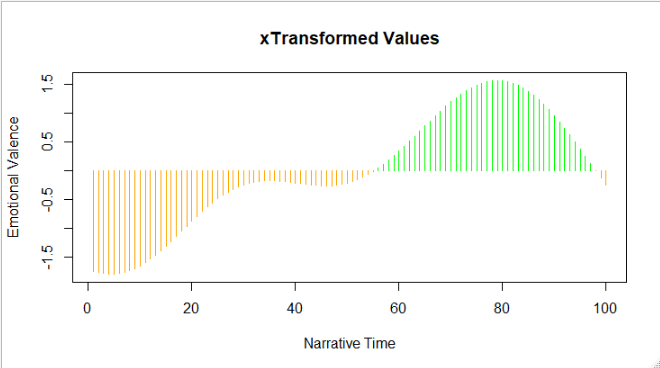 xTransformed Values
Emotional Valence
1.5
0.5
-0.5
-1.5
0 20 40 60 80 100
Narrative Time